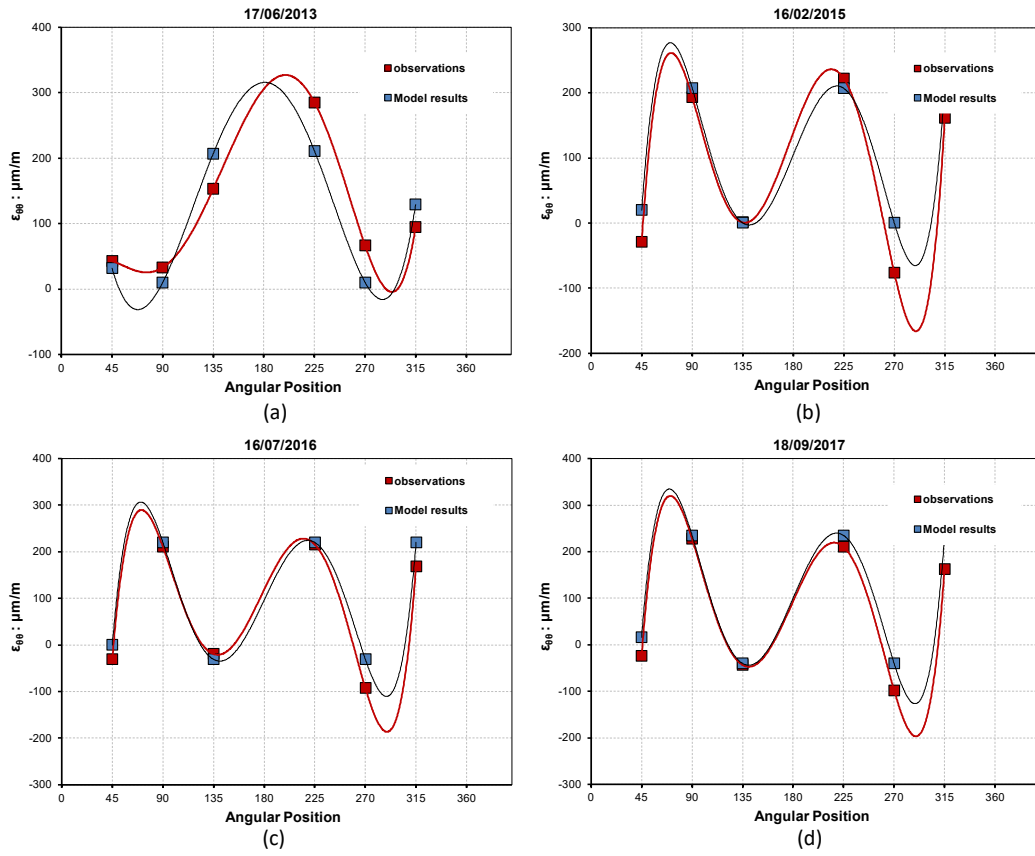 17/06/2013
400
300
200
100
0
-100
εθθ : μm/m
observations
Model results
0 45 90 135 180 225 270 315 360
Angular Position
(a)
16/02/2015
300
200
100
0
-100
-200
εθθ : μm/m
observations
Model results
0 45 90 135 180 225 270 315 360
Angular Position
(b)
16/07/2016
400
300
200
100
0
-100
-200
-300
εθθ : μm/m
observations
Model results
0 45 90 135 180 225 270 315 360
Angular Position
(c)
18/09/2017
400
300
200
100
0
-100
-200
-300
εθθ : μm/m
observations
Model results
0 45 90 135 180 225 270 315 360
Angular Position
(d)